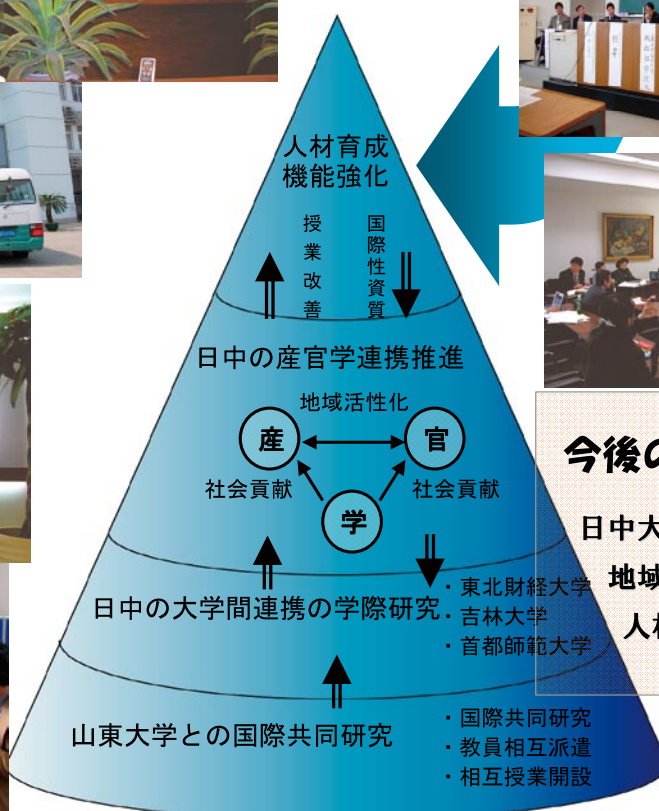 人材育成
機能強化
授業改善
国際性資質
日中の産官学連携推進
地域活性化
産
官
社会貢献
社会貢献
学
日中の大学間連携の学際研究
・東北財経大学
・吉林大学
・首都師範大学
山東大学との国際共同研究
・国際共同研究
・教員相互派遣
・相互授業開設
今後の
日中大
地域
人材